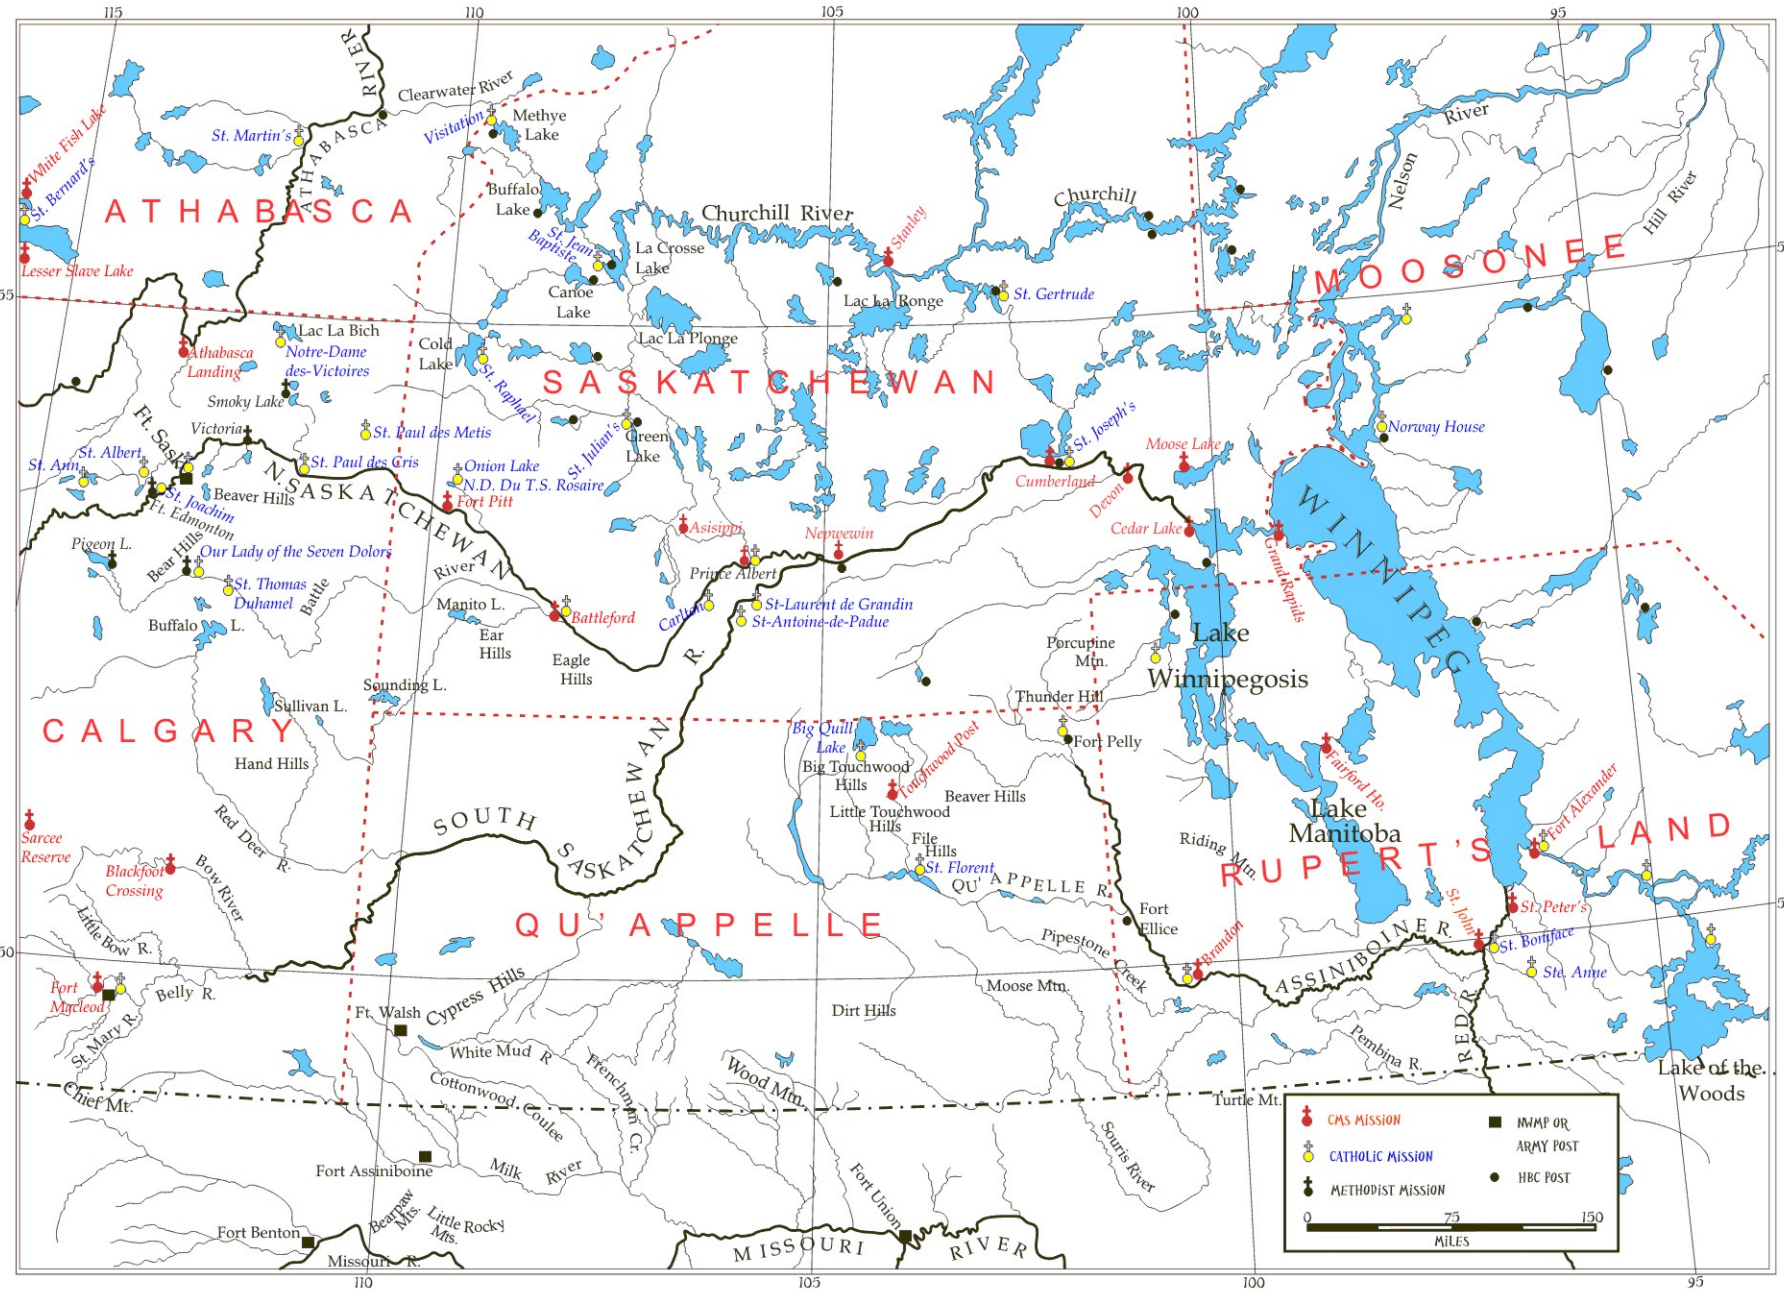 115
110
105
100
95
RIVER
Clearwater River
ATHABASCA
ATHABASCA
St. Martin's
Visitation
Methye
Lake
White Fish Lake
St. Bernard's
ATHABASCA
Lesser Slave Lake
Buffalo
Lake
St. Jean
Baptiste
Churchill River
La Crosse
Lake
Canoe
Lake
Stanley
Churchill
River
Nelson
Hill River
MOOSONEE
St. Gertrude
Lac La Ronge
Lac La Plonge
55
Lac La Bich
Notre-Dame
des-Victoires
Athabasca
Landing
Smoky Lake
Cold
Lake
St. Raphael
SASKATCHEWAN
Victoria
Ft. Sask.
St. Albert
St. Ann
St. Joachim
Ft. Edmonton
Beaver Hills
St. Paul des Metis
St. Paul des Cris
N.SASKATCHEWAN
Onion Lake
N.D. Du T.S. Rosaire
Fort Pitt
St. Julian's
Green
Lake
St. Joseph's
Moose Lake
Cumberland
Devon
Cedar Lake
Norway House
Grand Rapids
WINNIPEG
Pigeon L.
Bear Hills
Our Lady of the Seven Dolors
St. Thomas
Duhamel
Battle
River
Buffalo L.
Manito L.
Ear
Hills
Battleford
Eagle
Hills
Asisippi
Nepwewin
Prince Albert
Carlton
St-Laurent de Grandin
St-Antoine-de-Padue
R.
Porcupine
Mtn.
Lake
Winnipegosis
Thunder Hill
Fort Pelly
Sounding L.
Sullivan L.
CALGARY
Hand Hills
Red Deer R.
SOUTH
SASKATCHEWAN
Big Quill
Lake
Big Touchwood
Hills
Touchwood Post
Little Touchwood
Hills
Beaver Hills
File
Hills
St. Florent
QU' APPELLE R.
Fairford Ho.
Lake
Manitoba
Riding Mtn.
Fort Alexander
RUPERT'S LAND
St. John
St. Peter's
St. Boniface
Ste. Anne
Sarcee
Reserve
Blackfoot
Crossing
Bow River
Little Bow R.
QU' APPELLE
Fort
Ellice
Pipestone Creek
Brandon
ASSINIBOINE R.
50
5
5
Fort
Macleod
Belly R.
St. Mary R.
Ft. Walsh
Cypress Hills
White Mud R
Cottonwood Coulee
Frenchman Cr.
Wood Mtn.
Dirt Hills
Moose Mtn.
RED R.
Pembina R.
Lake of the
Woods
Chief Mt.
Turtle Mt.
Souris River
Fort Assiniboine
Milk River
Bearpaw
Mts.
Little Rocky
Mts.
Fort Benton
Missouri R.
Fort Union
MISSOURI RIVER
CMS MISSION
CATHOLIC MISSION
METHODIST MISSION
NWMP OR
ARMY POST
HBC POST
0 75 150
MILES
110
105
100
95